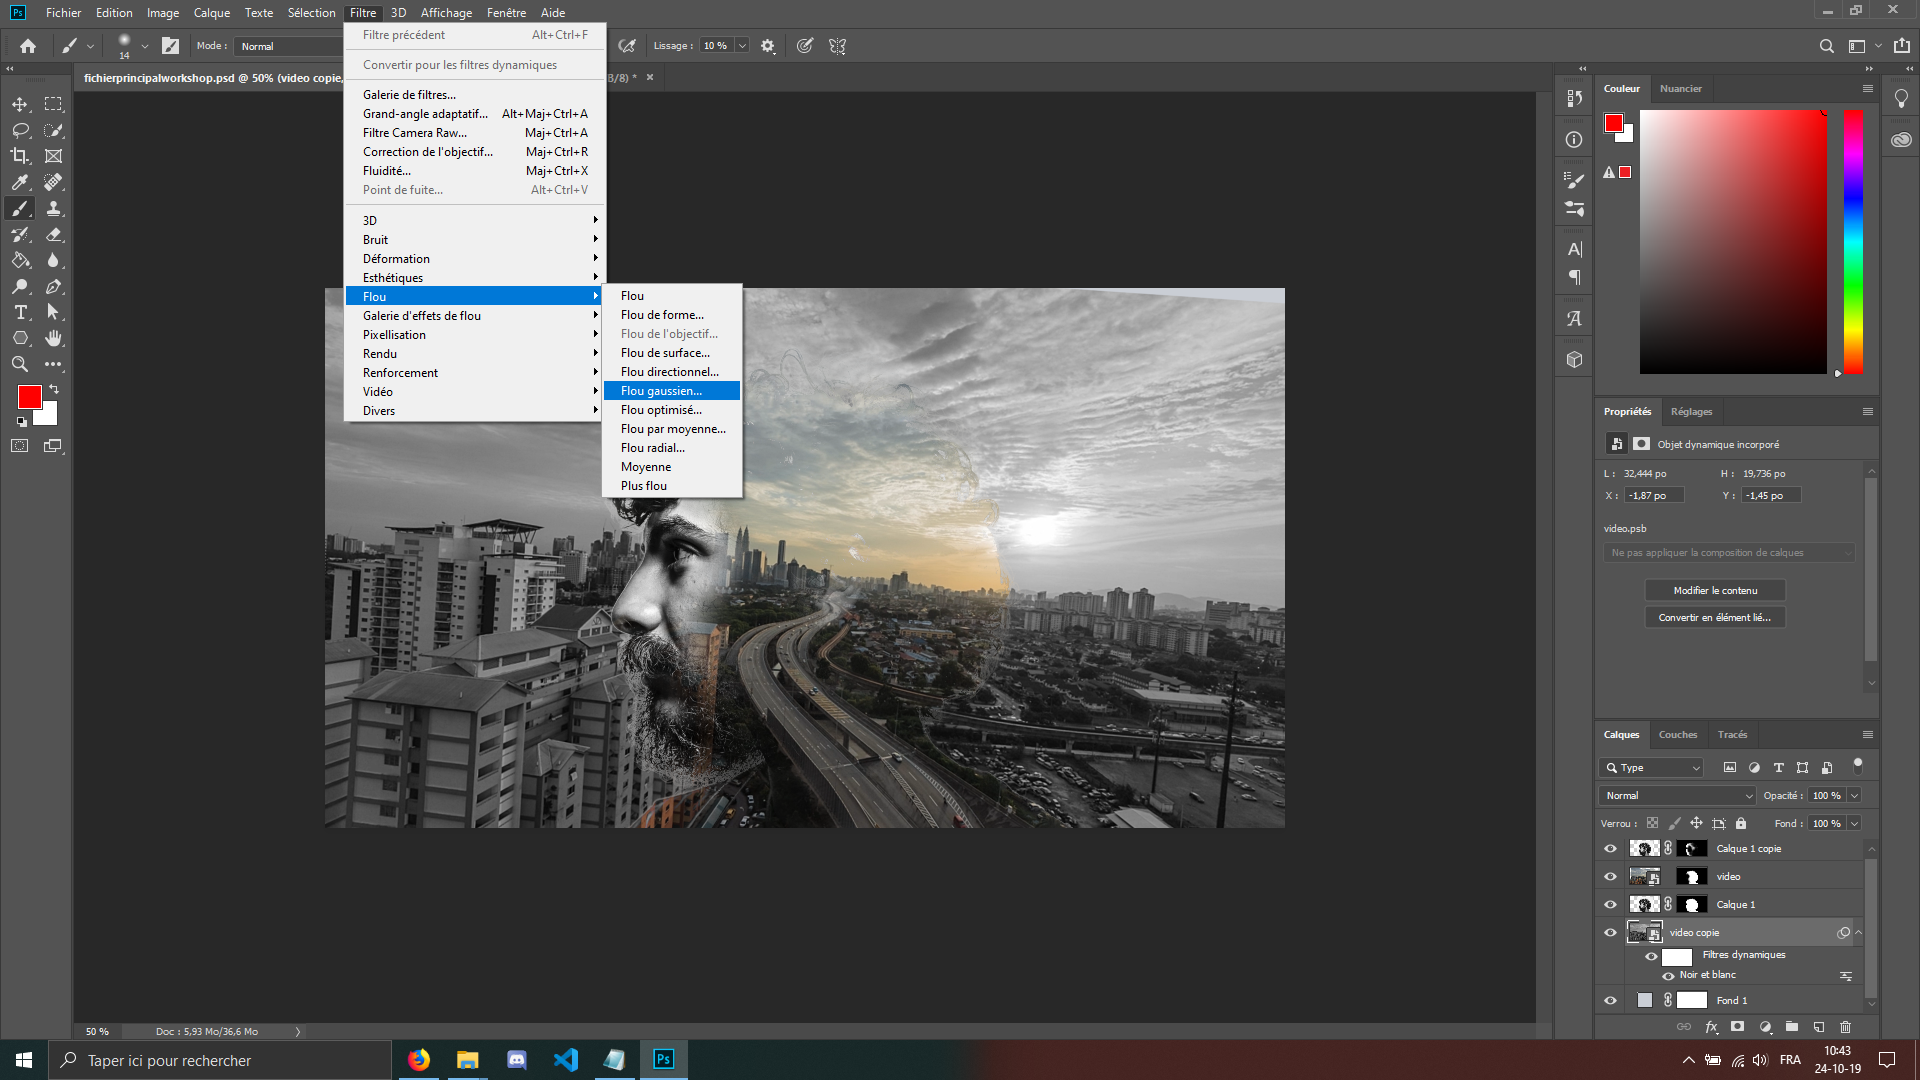 Ps Fichier Edition Image Calque Texte Sélection Filtre 3D Affichage Fenêtre Aide
14 Mode : Normal Lissage : 10 %
fichierprincipalworkshop.psd @ 50% (video copie, B/8) *
Filtre précédent Alt+Ctrl+F
Convertir pour les filtres dynamiques
Galerie de filtres...
Grand-angle adaptatif... Alt+Maj+Ctrl+A
Filtre Camera Raw... Maj+Ctrl+A
Correction de l'objectif... Maj+Ctrl+R
Fluidité... Maj+Ctrl+X
Point de fuite... Alt+Ctrl+V
3D
Bruit
Déformation
Esthétiques
Flou
Galerie d'effets de flou
Pixellisation
Rendu
Renforcement
Vidéo
Divers
Flou
Flou de forme...
Flou de l'objectif...
Flou de surface...
Flou directionnel...
Flou gaussien...
Flou optimisé...
Flou par moyenne...
Flou radial...
Moyenne
Plus flou
Couleur Nuancier
Propriétés Réglages
Objet dynamique incorporé
L : 32,444 po H : 19,736 po
X : -1,87 po Y : -1,45 po
video.psb
Ne pas appliquer la composition de calques
Modifier le contenu
Convertir en élément lié...
Calques Couches Tracés
Type
Normal Opacité : 100 %
Verrou : Fond : 100 %
Calque 1 copie
video
Calque 1
video copie
Filtres dynamiques
Noir et blanc
Fond 1
fx
50 % Doc : 5,93 Mo/36,6 Mo
Taper ici pour rechercher
Ps
FRA
10:43
24-10-19